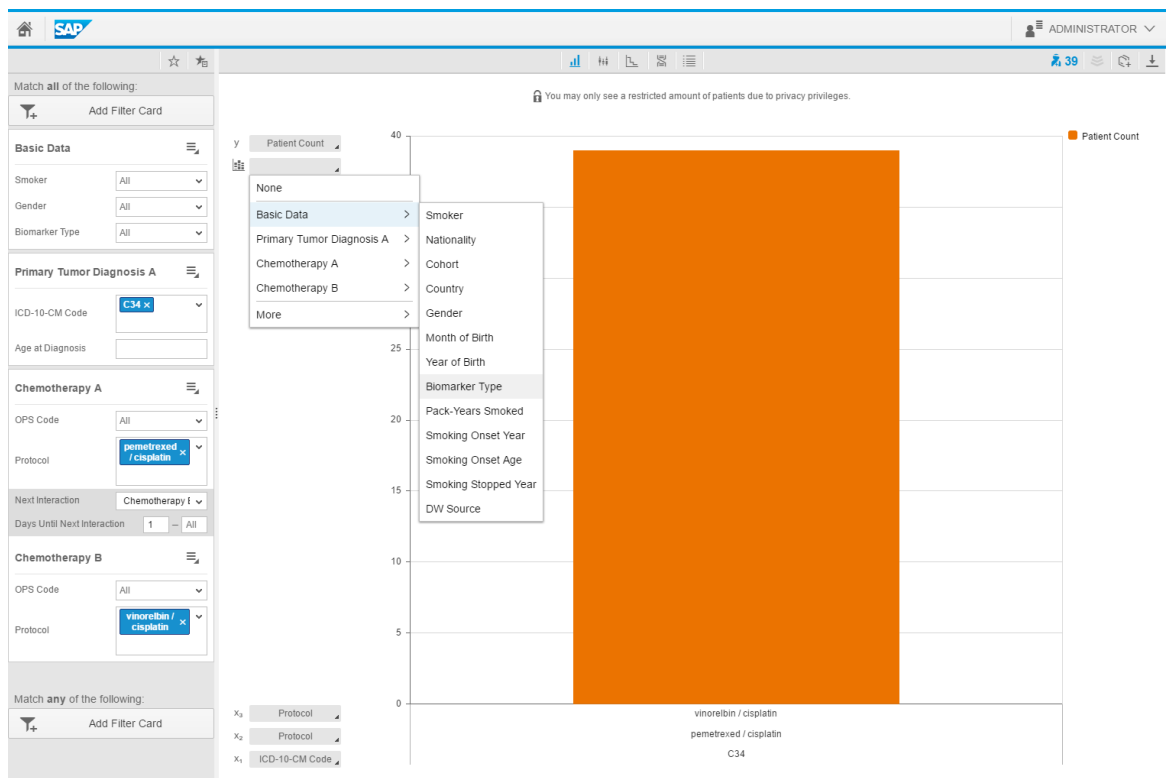 SAP
ADMINISTRATOR
39
Match all of the following:
Add Filter Card
Basic Data
Smoker All
Gender All
Biomarker Type All
Primary Tumor Diagnosis A
ICD-10-CM Code C34 ×
Age at Diagnosis
Chemotherapy A
OPS Code All
Protocol pemetrexed / cisplatin ×
Next Interaction Chemotherapy B
Days Until Next Interaction 1 – All
Chemotherapy B
OPS Code All
Protocol vinorelbin / cisplatin ×
Match any of the following:
Add Filter Card
You may only see a restricted amount of patients due to privacy privileges.
y Patient Count
None
Basic Data
Primary Tumor Diagnosis A
Chemotherapy A
Chemotherapy B
More
Smoker
Nationality
Cohort
Country
Gender
Month of Birth
Year of Birth
Biomarker Type
Pack-Years Smoked
Smoking Onset Year
Smoking Onset Age
Smoking Stopped Year
DW Source
40
25
20
15
10
5
0
Patient Count
x₃ Protocol
x₂ Protocol
x₁ ICD-10-CM Code
vinorelbin / cisplatin
pemetrexed / cisplatin
C34